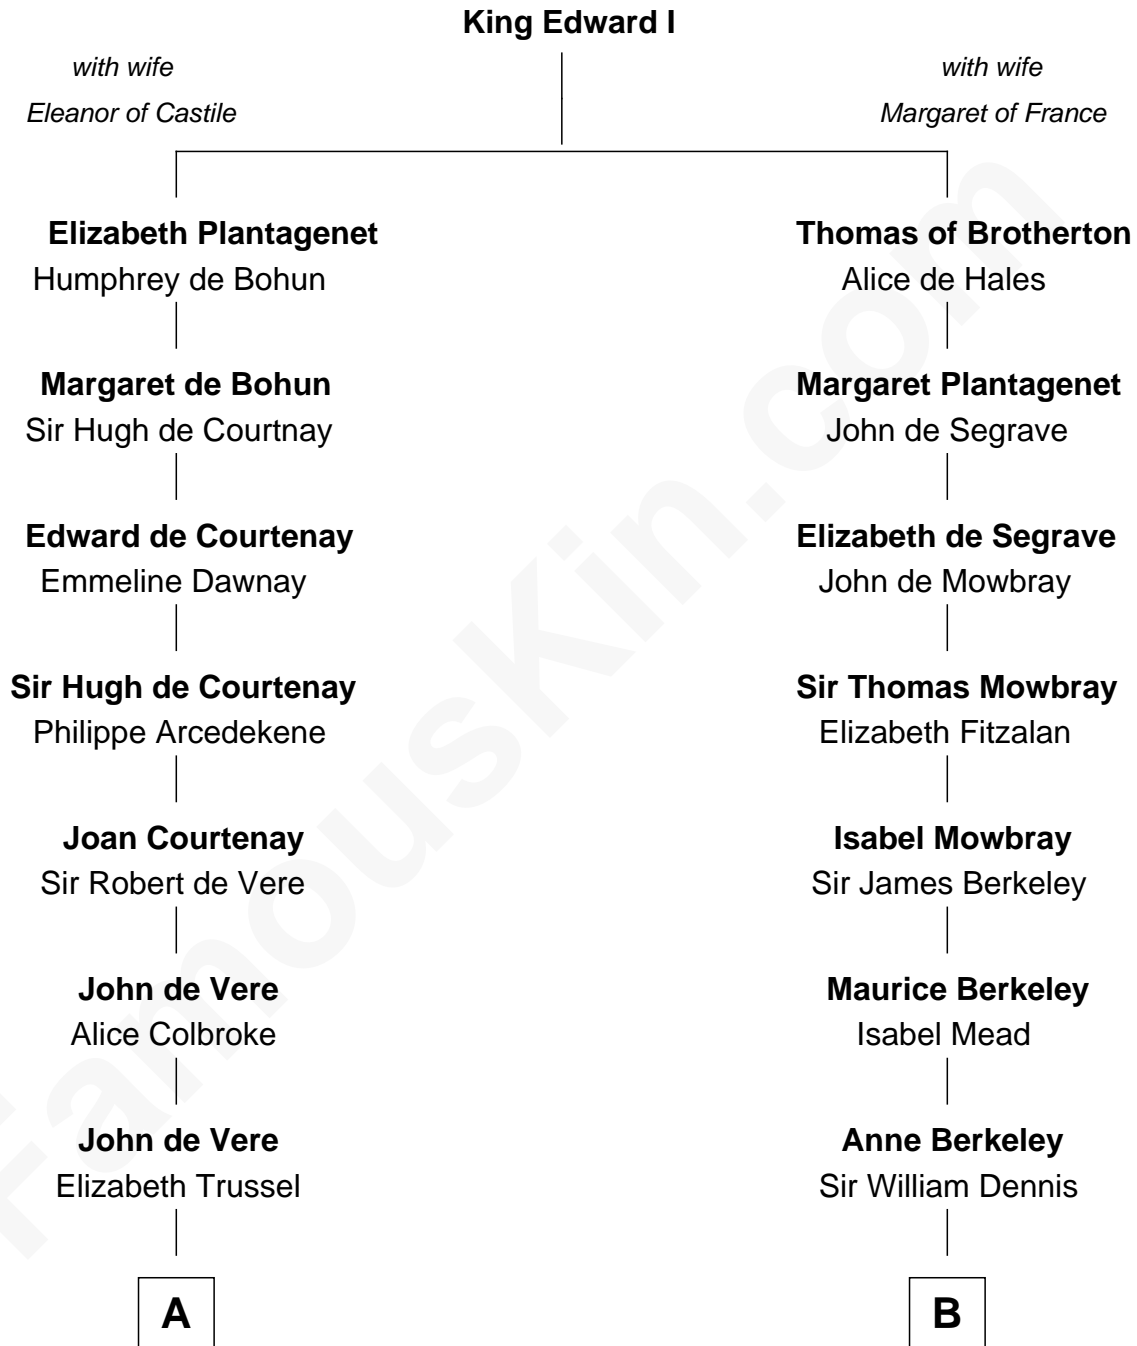 King Edward I
with wife
Eleanor of Castile
with wife
Margaret of France
Elizabeth Plantagenet
Humphrey de Bohun
Thomas of Brotherton
Alice de Hales
Margaret de Bohun
Sir Hugh de Courtnay
Margaret Plantagenet
John de Segrave
Edward de Courtenay
Emmeline Dawnay
Elizabeth de Segrave
John de Mowbray
Sir Hugh de Courtenay
Philippe Arcedekene
Sir Thomas Mowbray
Elizabeth Fitzalan
Joan Courtenay
Sir Robert de Vere
Isabel Mowbray
Sir James Berkeley
John de Vere
Alice Colbroke
Maurice Berkeley
Isabel Mead
John de Vere
Elizabeth Trussel
Anne Berkeley
Sir William Dennis
A
B
FamousKin.com